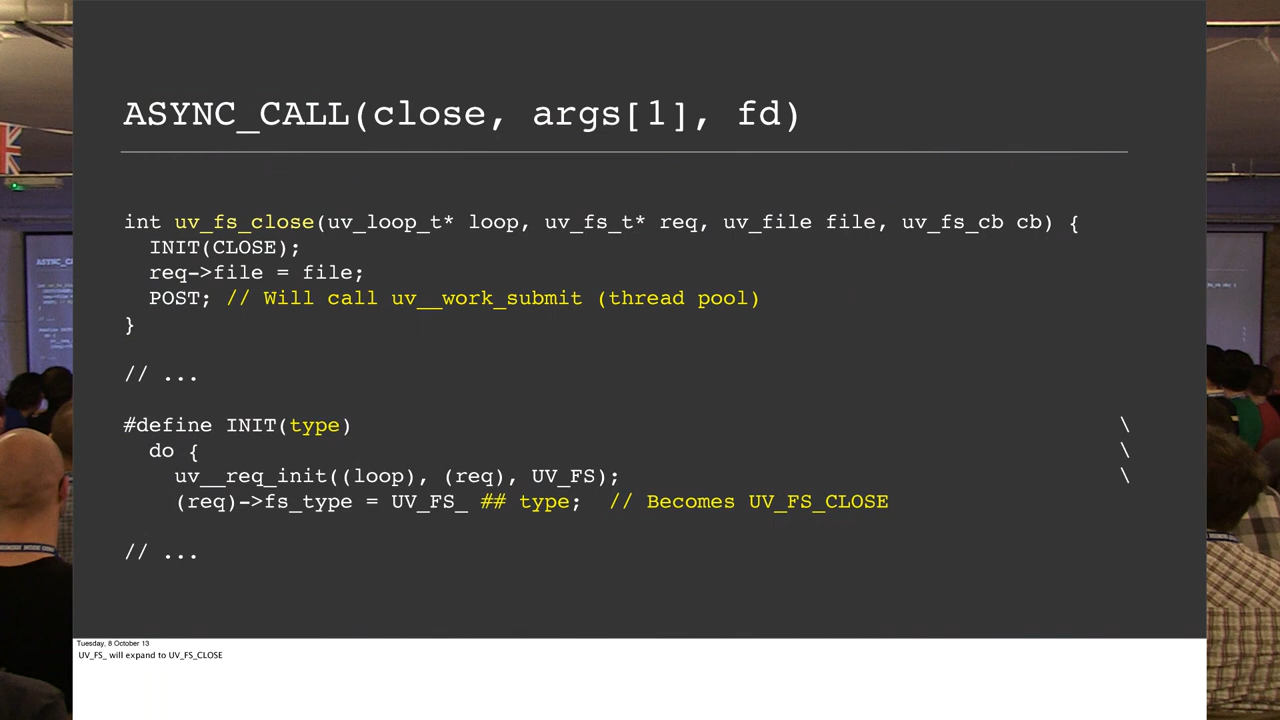 ASYNC_CALL(close, args[1], fd)
int uv_fs_close(uv_loop_t* loop, uv_fs_t* req, uv_file file, uv_fs_cb cb) {
INIT(CLOSE);
req->file = file;
POST; // Will call uv__work_submit (thread pool)
}
// ...
#define INIT(type) \
do { \
uv__req_init((loop), (req), UV_FS); \
(req)->fs_type = UV_FS_ ## type; // Becomes UV_FS_CLOSE
// ...
Tuesday, 8 October 13
UV_FS_ will expand to UV_FS_CLOSE